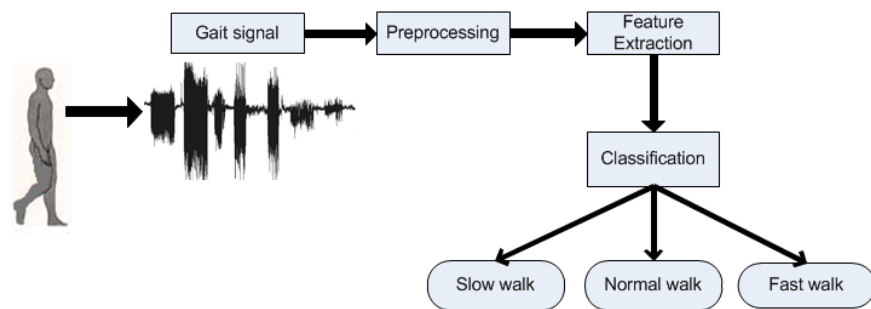 Gait signal
Preprocessing
Feature
Extraction
Classification
Slow walk
Normal walk
Fast walk